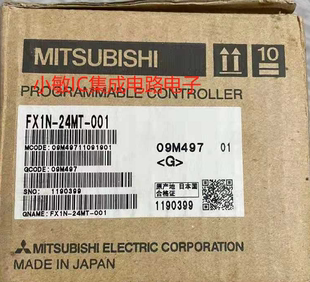 MITSUBISHI
10
小敏IC集成电路电子
PROGRAMMABLE CONTROLLER
FX1N-24MT-001
MCODE: 09M49711091901
09M497 01
<G>
GCODE: 09M497
SNO: 1190399
原产地 日本国
合格证
1190399
GNAME: FX1N-24MT-001
MITSUBISHI ELECTRIC CORPORATION
MADE IN JAPAN